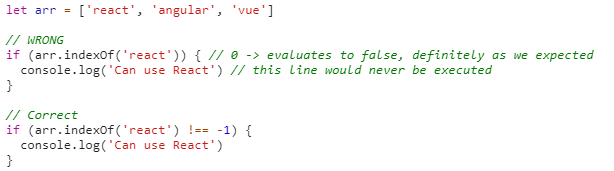 let arr = ['react', 'angular', 'vue']
// WRONG
if (arr.indexOf('react')) { // 0 -> evaluates to false, definitely as we expected
  console.log('Can use React') // this line would never be executed
}
// Correct
if (arr.indexOf('react') !== -1) {
  console.log('Can use React')
}